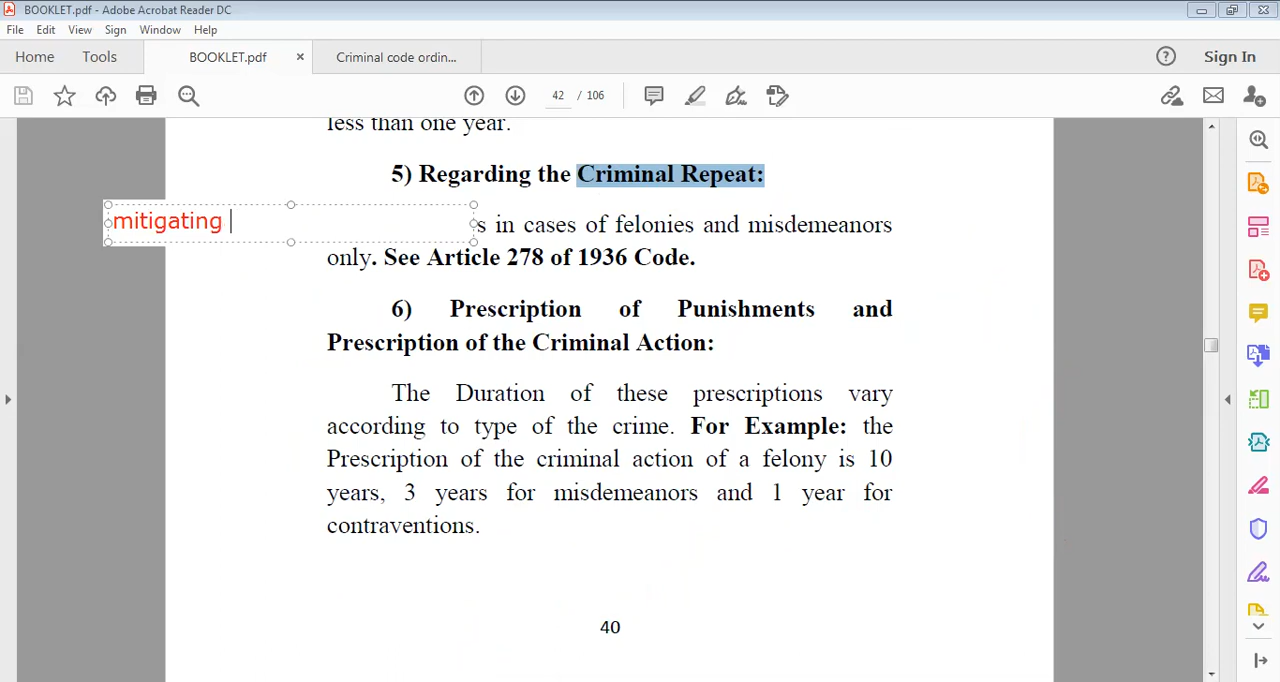 BOOKLET.pdf - Adobe Acrobat Reader DC
File Edit View Sign Window Help
Home Tools BOOKLET.pdf × Criminal code ordin... ? Sign In
42 / 106
less than one year.
5) Regarding the Criminal Repeat:
mitigating
s in cases of felonies and misdemeanors
only. See Article 278 of 1936 Code.
6) Prescription of Punishments and
Prescription of the Criminal Action:
The Duration of these prescriptions vary
according to type of the crime. For Example: the
Prescription of the criminal action of a felony is 10
years, 3 years for misdemeanors and 1 year for
contraventions.
40